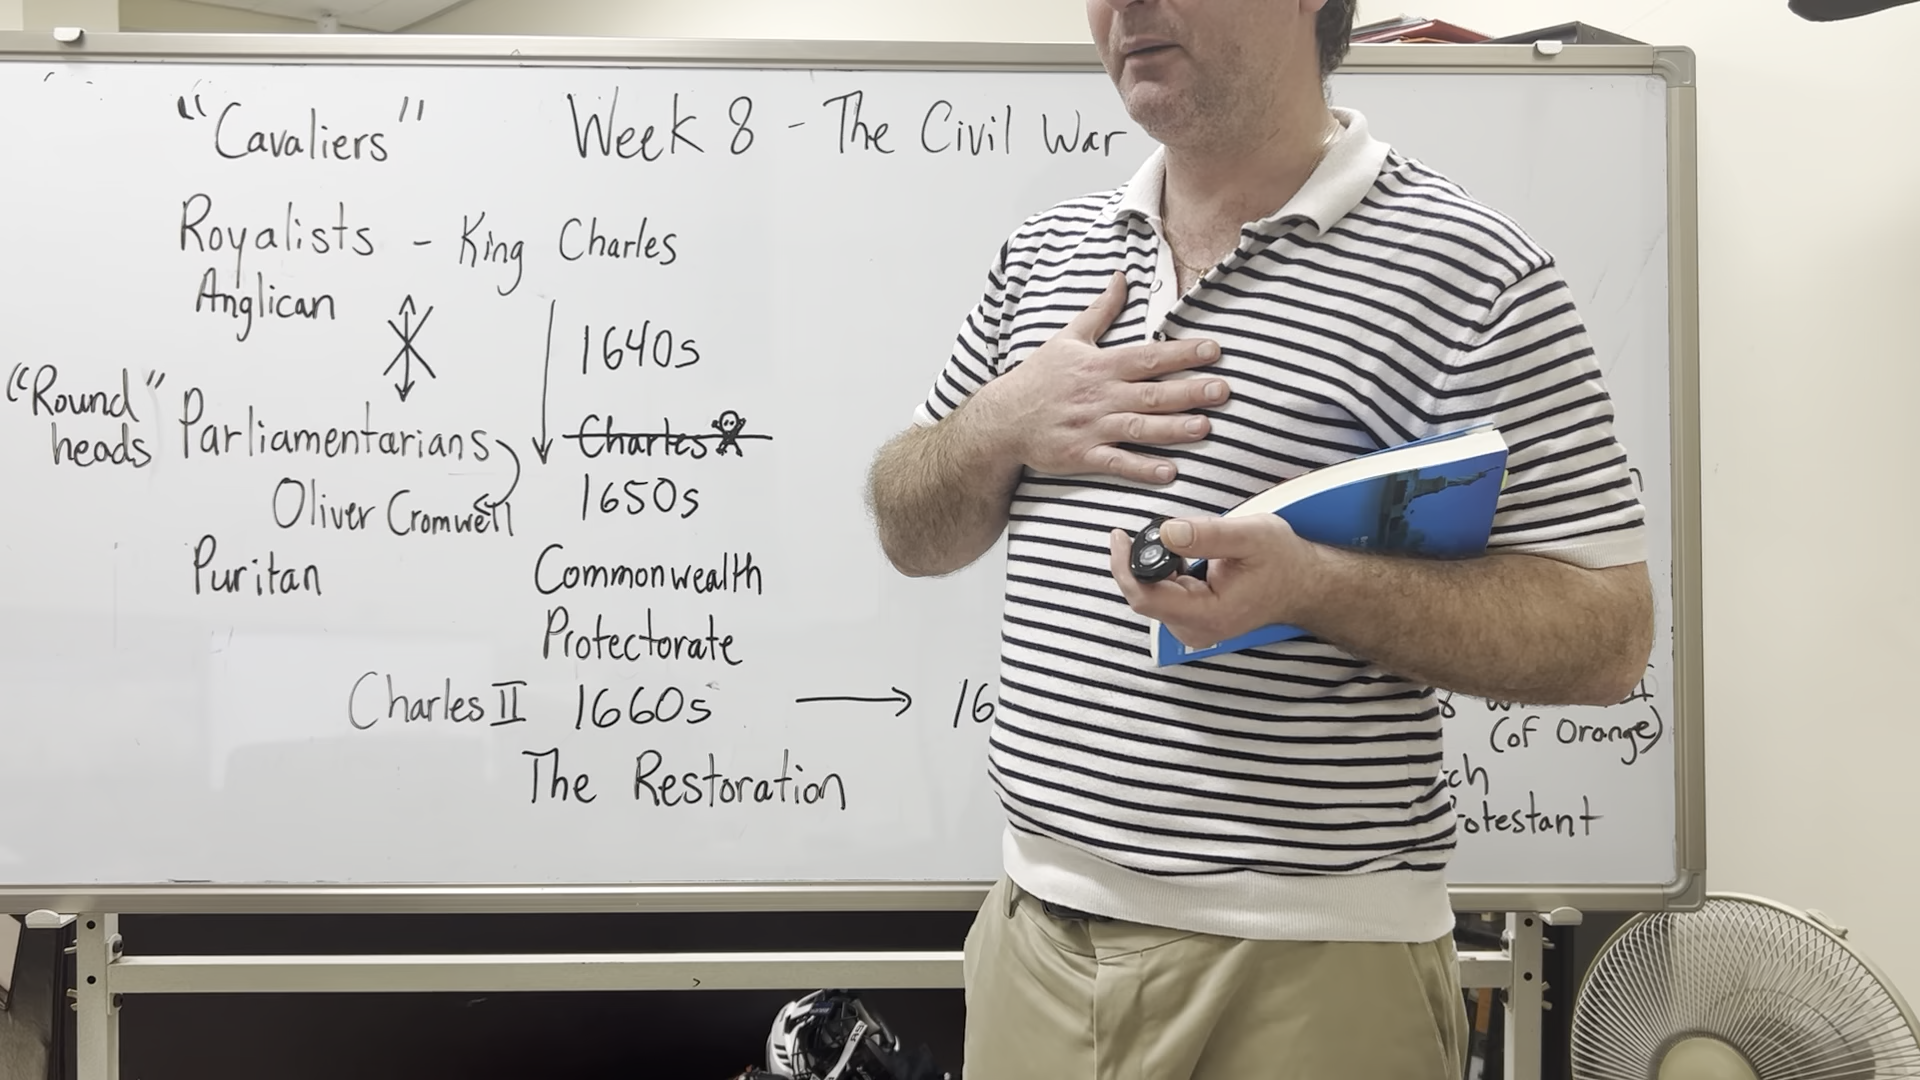 "Cavaliers"
Week 8 - The Civil War
Royalists - King Charles
Anglican
1640s
"Round"
heads
Parliamentarians
Charles
Oliver Cromwell
1650s
Puritan
Commonwealth
Protectorate
Charles II 1660s → 16
(of Orange)
The Restoration